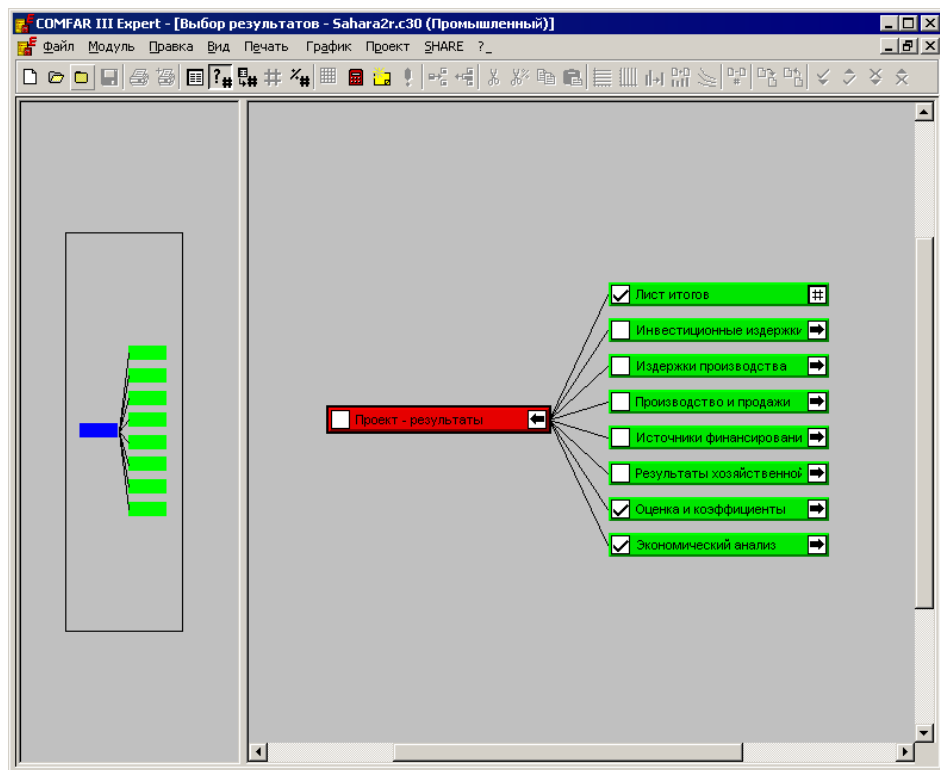 COMFAR III Expert - [Выбор результатов - Sahara2r.c30 (Промышленный)]
Файл Модуль Правка Вид Печать График Проект SHARE ?_
Лист итогов
Инвестиционные издержки
Издержки производства
Производство и продажи
Проект - результаты
Источники финансировани
Результаты хозяйственной
Оценка и коэффициенты
Экономический анализ